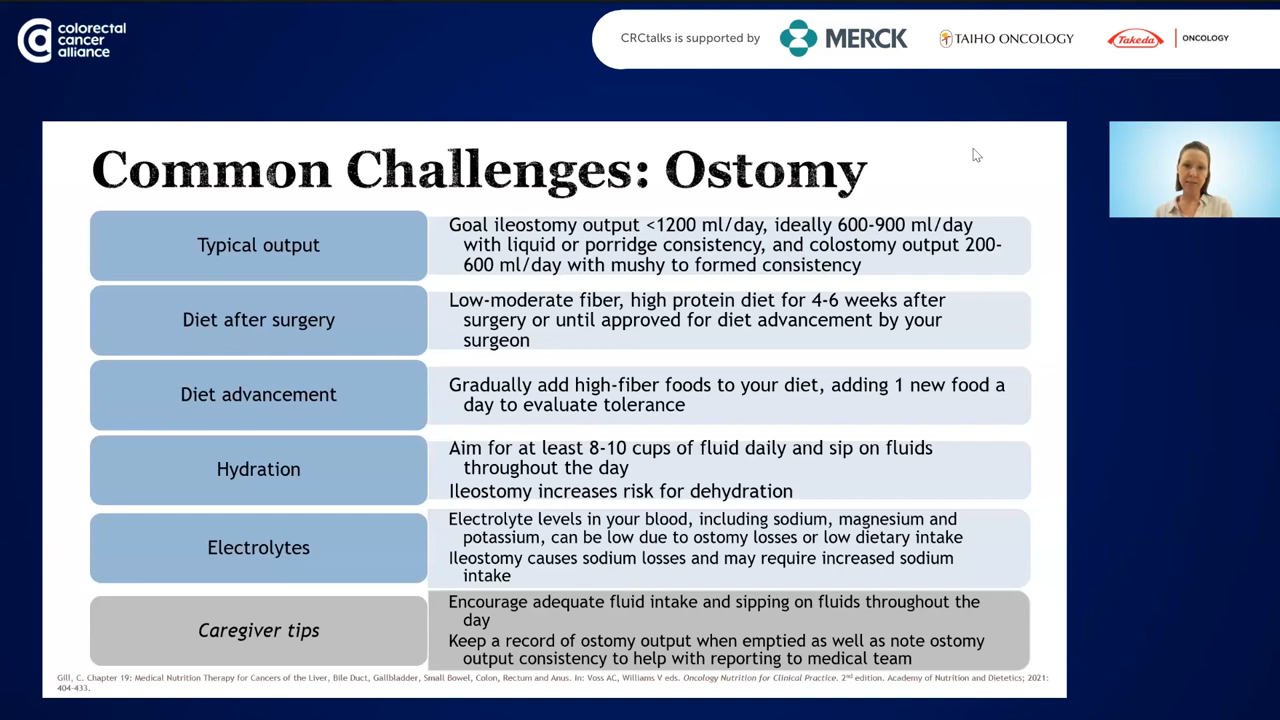 colorectal
cancer
alliance
CRCtalks is supported by
MERCK
TAIHO ONCOLOGY
Takeda
ONCOLOGY
Common Challenges: Ostomy
Typical output
Goal ileostomy output <1200 ml/day, ideally 600-900 ml/day
with liquid or porridge consistency, and colostomy output 200-
600 ml/day with mushy to formed consistency
Diet after surgery
Low-moderate fiber, high protein diet for 4-6 weeks after
surgery or until approved for diet advancement by your
surgeon
Diet advancement
Gradually add high-fiber foods to your diet, adding 1 new food a
day to evaluate tolerance
Hydration
Aim for at least 8-10 cups of fluid daily and sip on fluids
throughout the day
Ileostomy increases risk for dehydration
Electrolytes
Electrolyte levels in your blood, including sodium, magnesium and
potassium, can be low due to ostomy losses or low dietary intake
Ileostomy causes sodium losses and may require increased sodium
intake
Caregiver tips
Encourage adequate fluid intake and sipping on fluids throughout the
day
Keep a record of ostomy output when emptied as well as note ostomy
output consistency to help with reporting to medical team
Gill, C. Chapter 19: Medical Nutrition Therapy for Cancers of the Liver, Bile Duct, Gallbladder, Small Bowel, Colon, Rectum and Anus. In: Voss AC, Williams V eds. Oncology Nutrition for Clinical Practice. 2nd edition. Academy of Nutrition and Dietetics; 2021:
404-433.